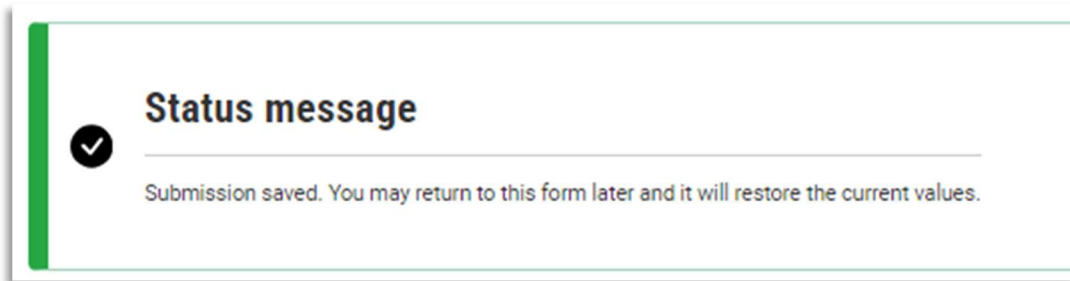 Status message
Submission saved. You may return to this form later and it will restore the current values.